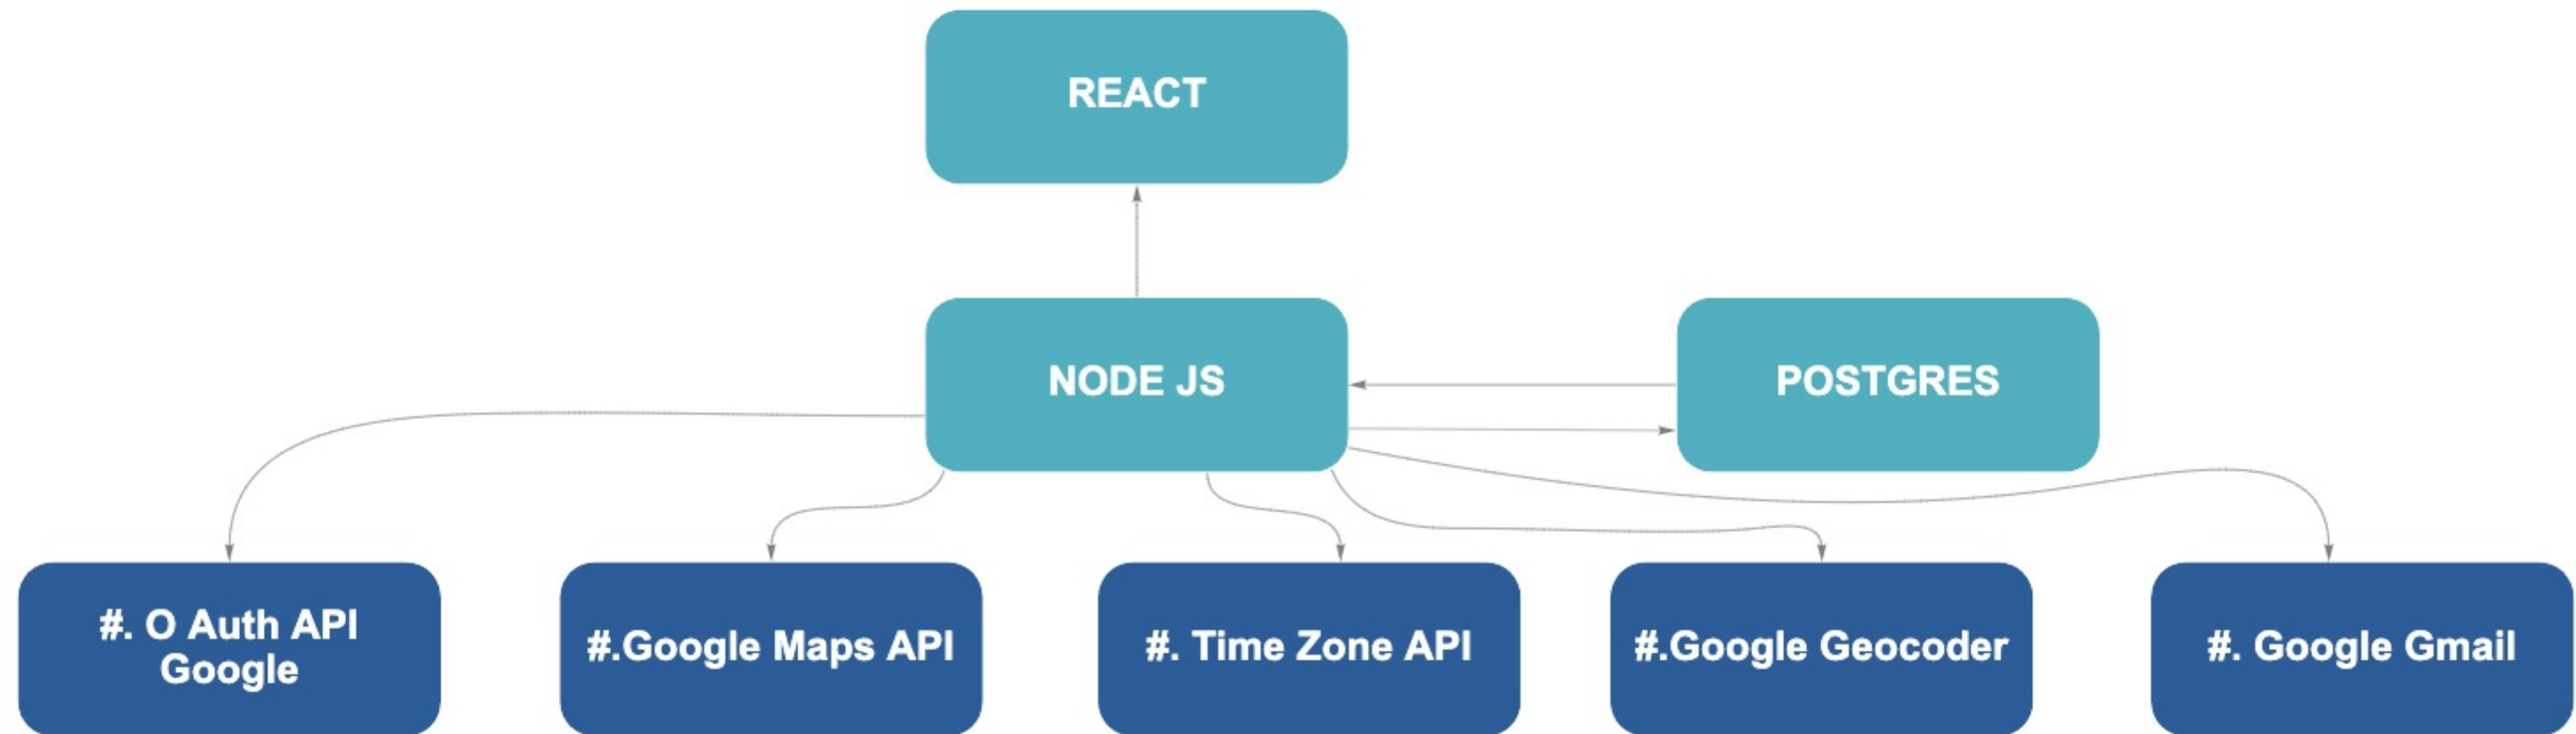 REACT
NODE JS
POSTGRES
#. O Auth API
Google
#.Google Maps API
#. Time Zone API
#.Google Geocoder
#. Google Gmail